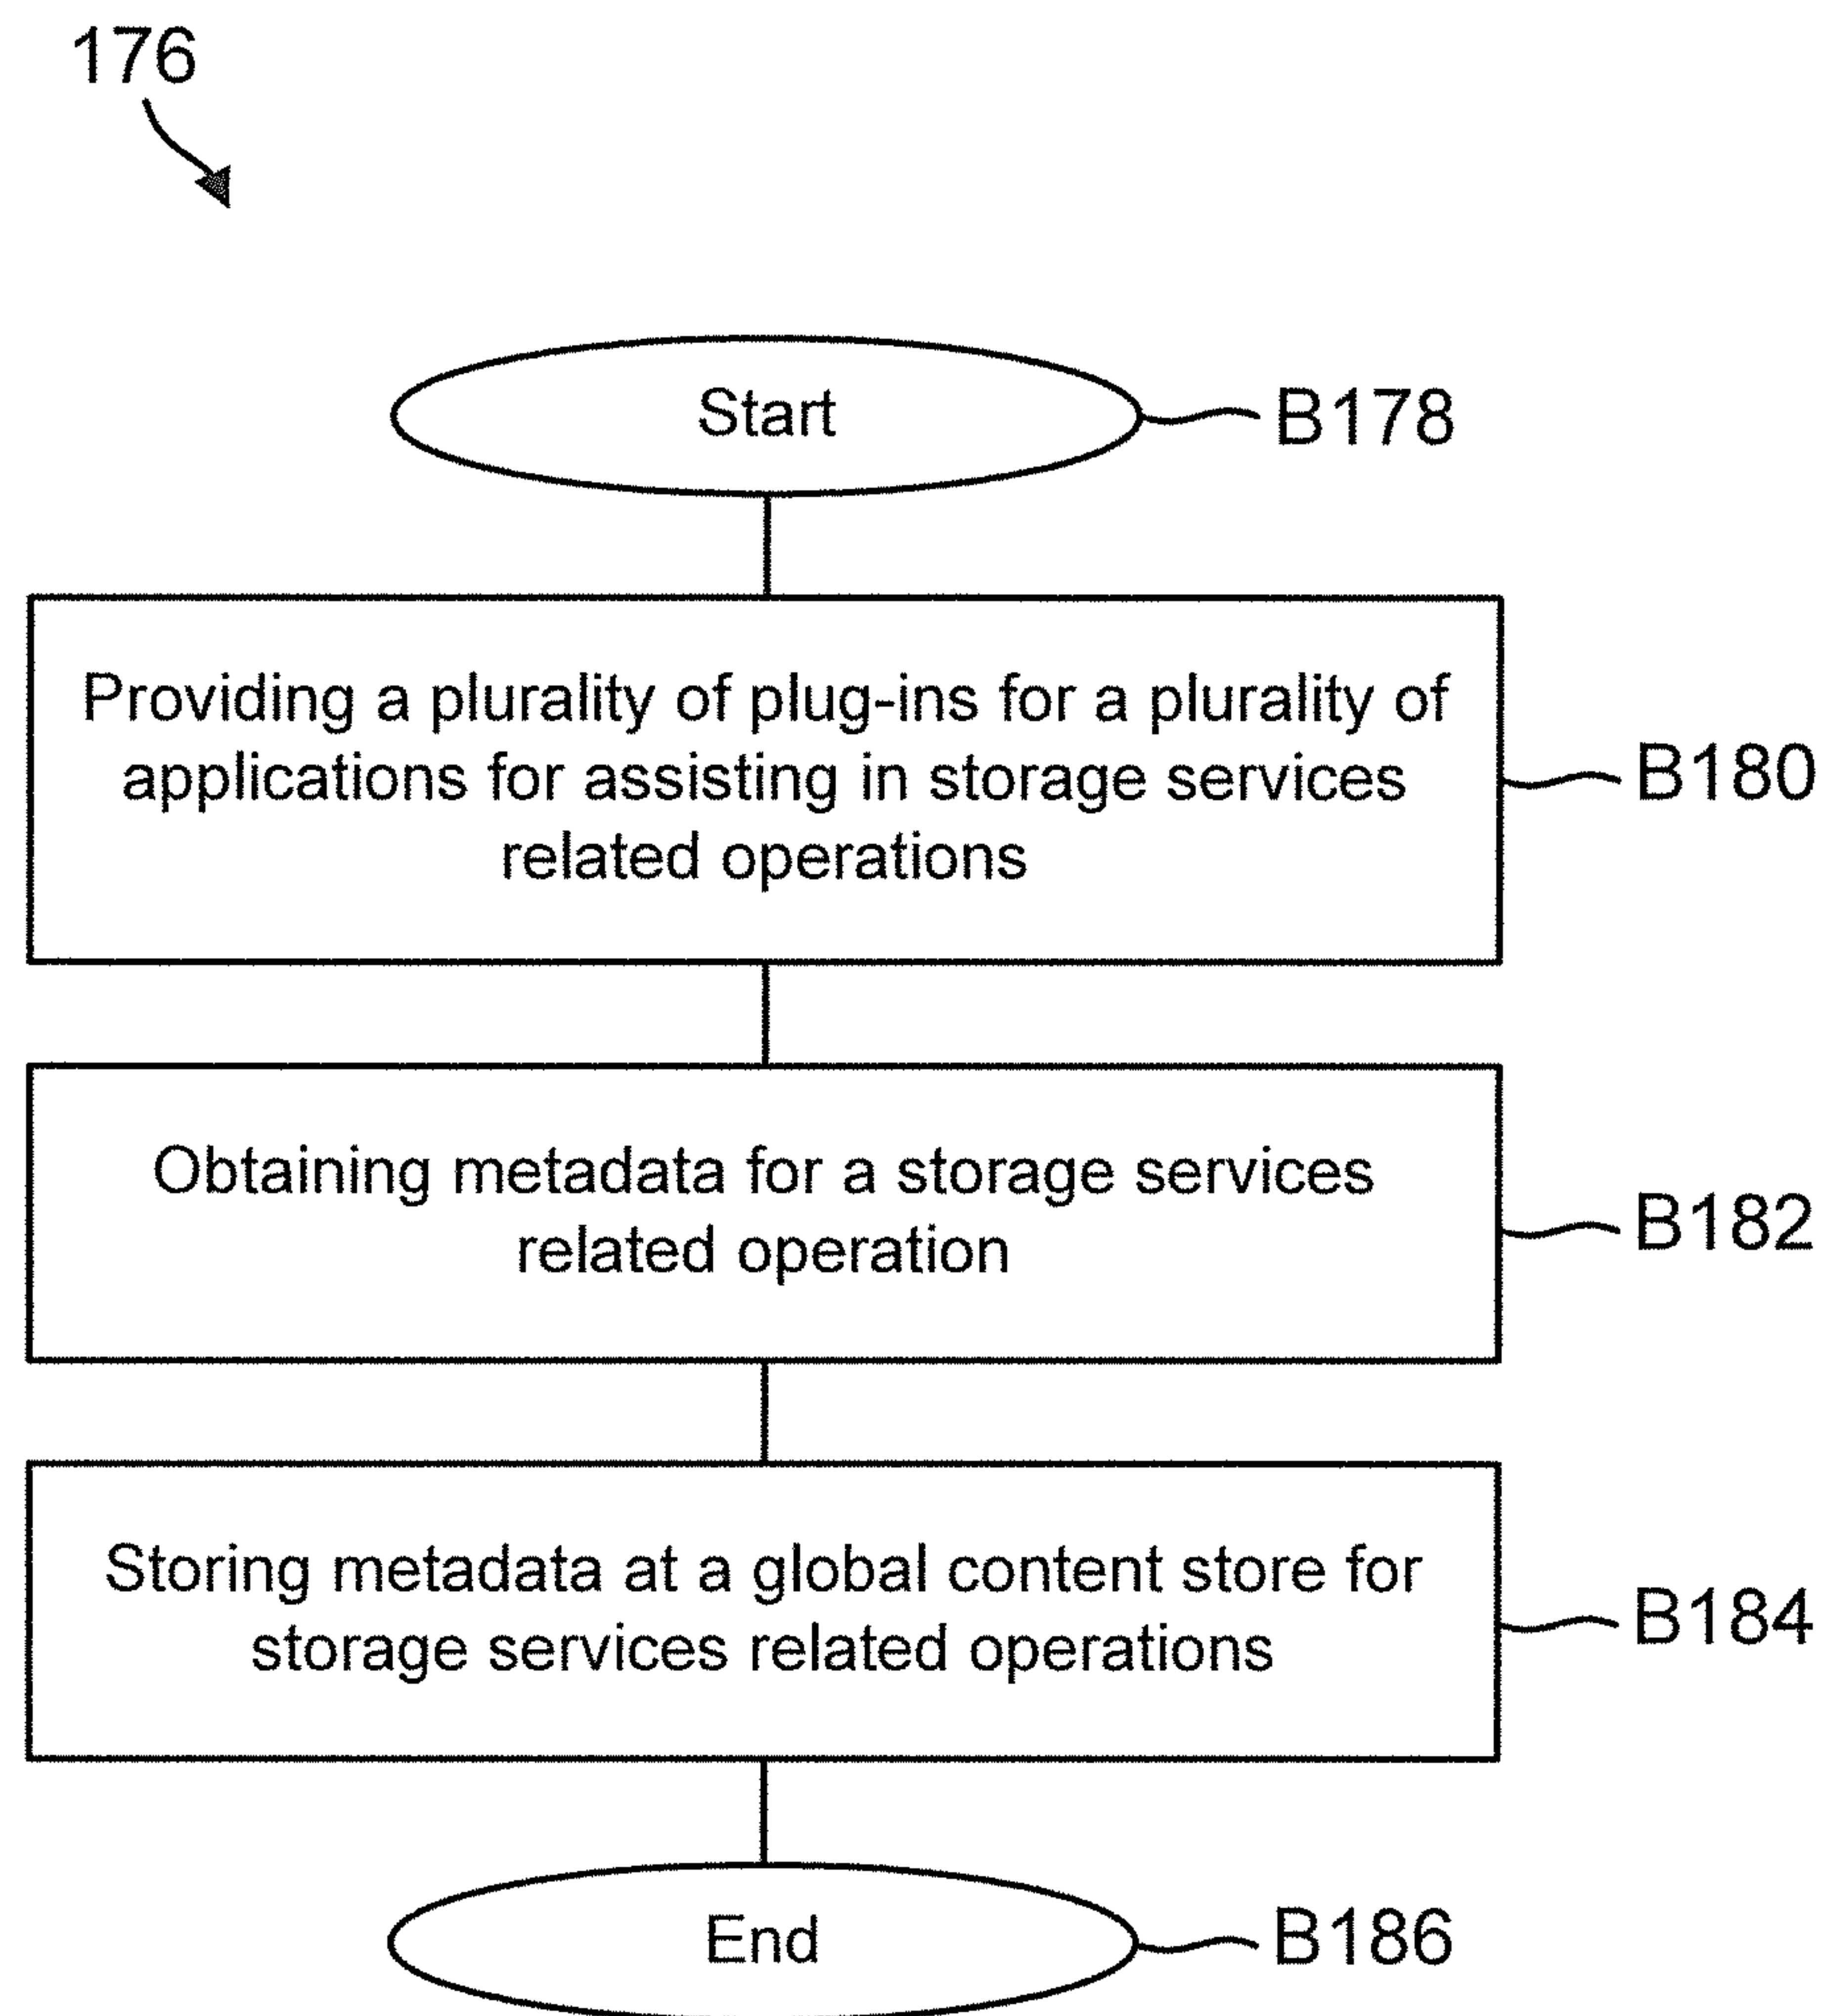 176
Start
B178
Providing a plurality of plug-ins for a plurality of
applications for assisting in storage services
related operations
B180
Obtaining metadata for a storage services
related operation
B182
Storing metadata at a global content store for
storage services related operations
B184
End
B186